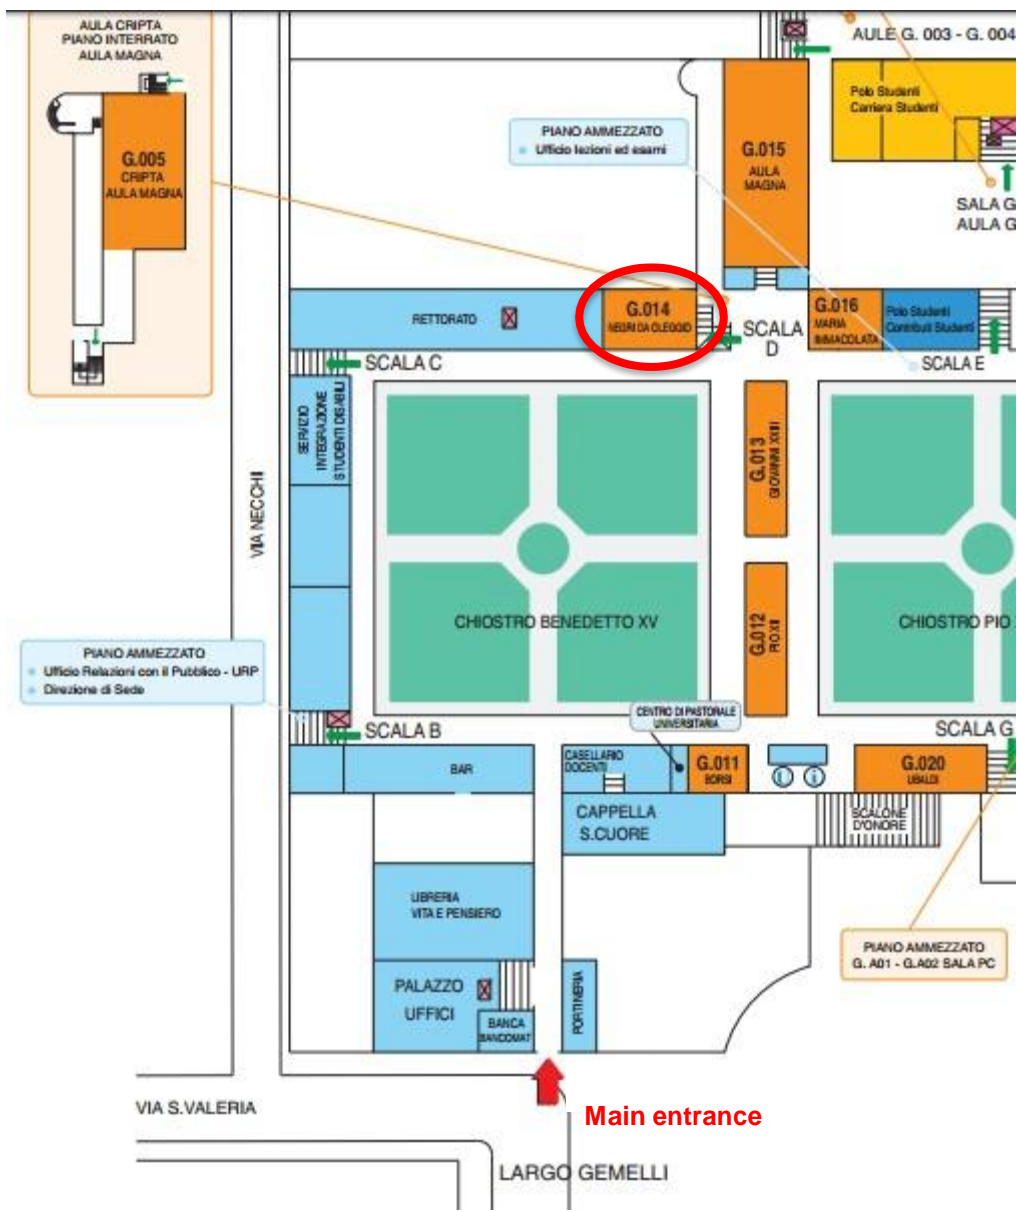 AULA CRIPTA
PIANO INTERRATO
AULA MAGNA
G.005
CRIPTA
AULA MAGNA
AULE G. 003 - G. 004
Polo Studenti
Carriera Studenti
PIANO AMMEZZATO
Ufficio lezioni ed esami
G.015
AULA
MAGNA
SALA G
AULA G
RETTORATO
G.014
NEGRI DA OLEGGIO
SCALA
D
G.016
MARIA
IMMACOLATA
Polo Studenti
Contributi Studenti
SCALA C
SCALA E
SERVIZIO
INTEGRAZIONE
STUDENTI DISABILI
G.013
GIOVANNI XXIII
VIA NECCHI
CHIOSTRO BENEDETTO XV
G.012
PIO XII
CHIOSTRO PIO
PIANO AMMEZZATO
Ufficio Relazioni con il Pubblico - URP
Direzione di Sede
CENTRO DI PASTORALE
UNIVERSITARIA
SCALA B
SCALA G
BAR
CASELLARIO
DOCENTI
G.011
BORSI
i
G.020
UBALDI
CAPPELLA
S.CUORE
SCALONE
D'ONORE
LIBRERIA
VITA E PENSIERO
PIANO AMMEZZATO
G. A01 - G.A02 SALA PC
PALAZZO
UFFICI
BANCA
BANCOMAT
PORTINERIA
VIA S.VALERIA
Main entrance
LARGO GEMELLI